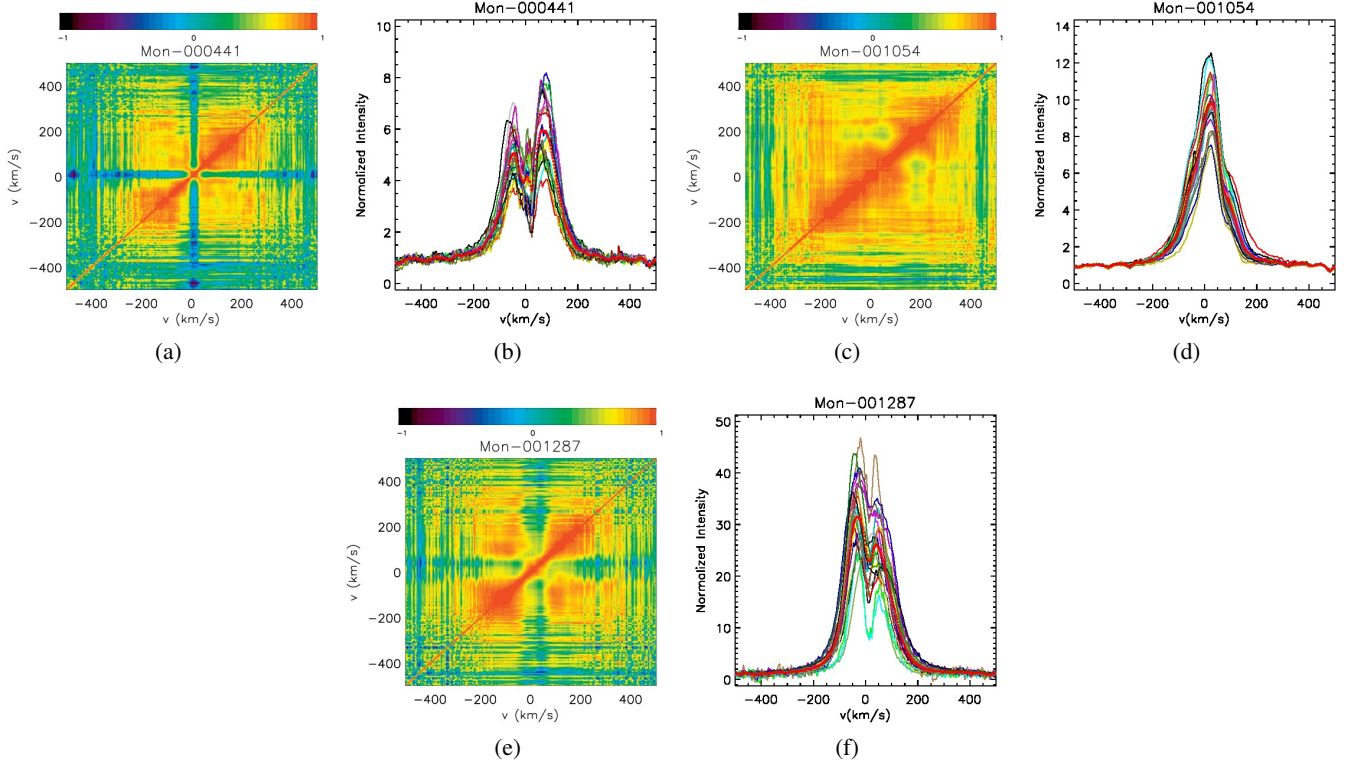 Mon-000441
14
12
10
8
6
4
2
0
Normalized Intensity
-400 -200 0 200 400
v(km/s)
(b)
-1 0 1
Mon-000441
400
200
0
-200
-400
v (km/s)
-400 -200 0 200 400
v (km/s)
(a)
-1 0 1
Mon-001054
400
200
0
-200
-400
v (km/s)
-400 -200 0 200 400
v (km/s)
(c)
Mon-001054
14
12
10
8
6
4
2
0
Normalized Intensity
-400 -200 0 200 400
v(km/s)
(d)
-1 0 1
Mon-001287
400
200
0
-200
-400
v (km/s)
-400 -200 0 200 400
v (km/s)
(e)
Mon-001287
50
40
30
20
10
0
Normalized Intensity
-400 -200 0 200 400
v(km/s)
(f)